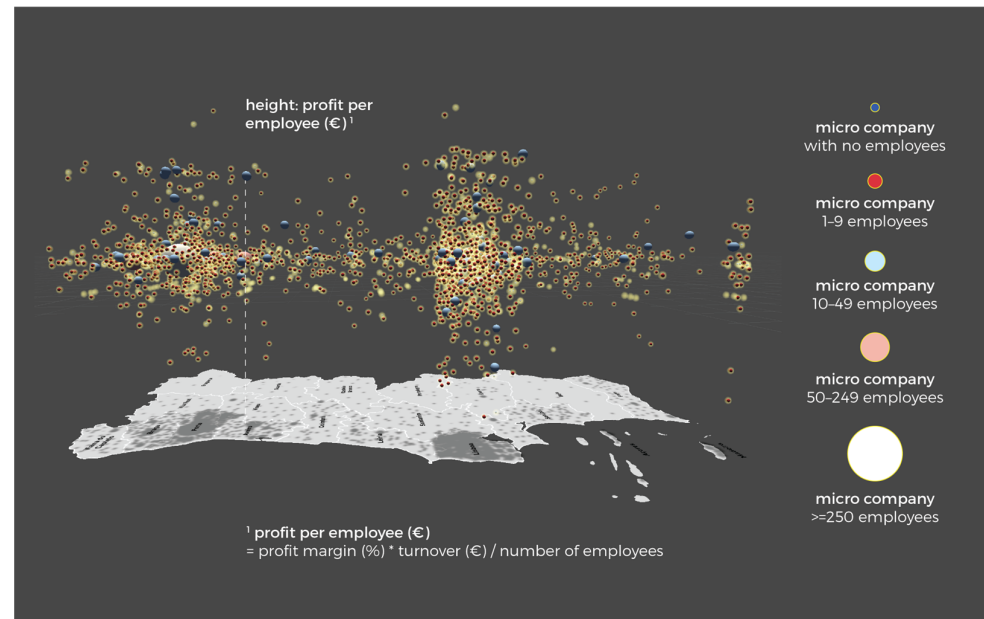 height: profit per
employee (€) ¹
micro company
with no employees
micro company
1–9 employees
micro company
10–49 employees
micro company
50–249 employees
micro company
>=250 employees
¹ profit per employee (€)
= profit margin (%) * turnover (€) / number of employees